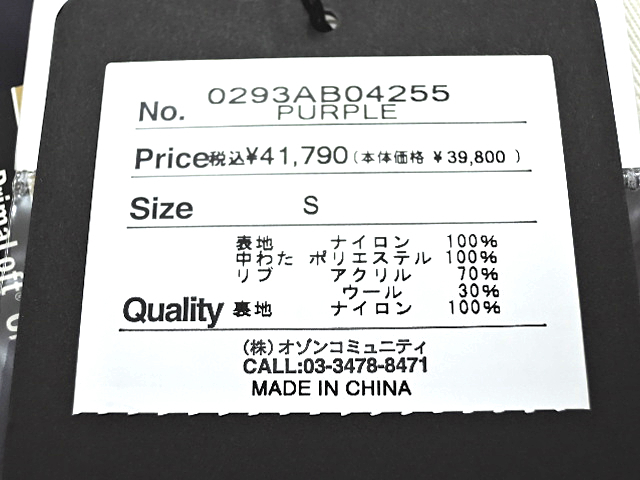 No. 0293AB04255
PURPLE
Price税込¥41,790(本体価格 ¥39,800 )
Size S
表地 ナイロン 100%
中わた ポリエステル 100%
リブ アクリル 70%
ウール 30%
Quality 裏地 ナイロン 100%
(株)オゾンコミュニティ
CALL:03-3478-8471
MADE IN CHINA